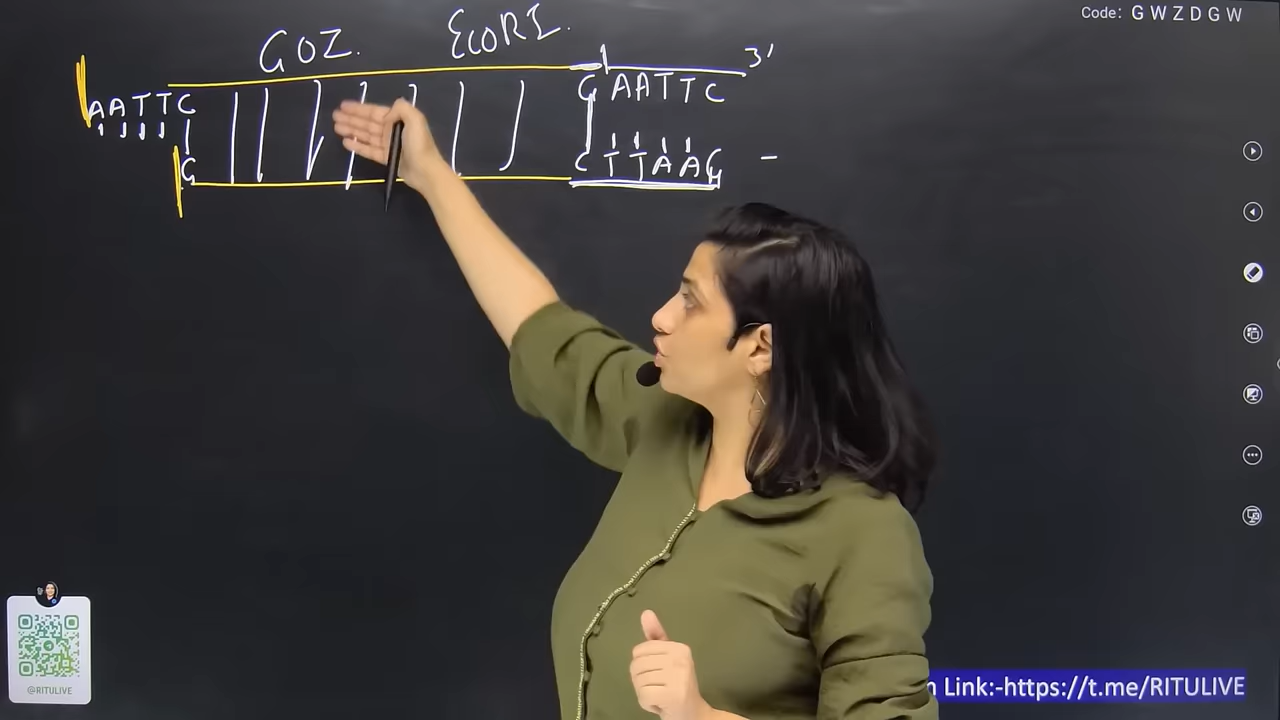 Code: G W Z D G W
GOZ. EcoRI.
3'
AATTC
GAATTC
G
CTTAAG -
@RITULIVE
Link:-https://t.me/RITULIVE